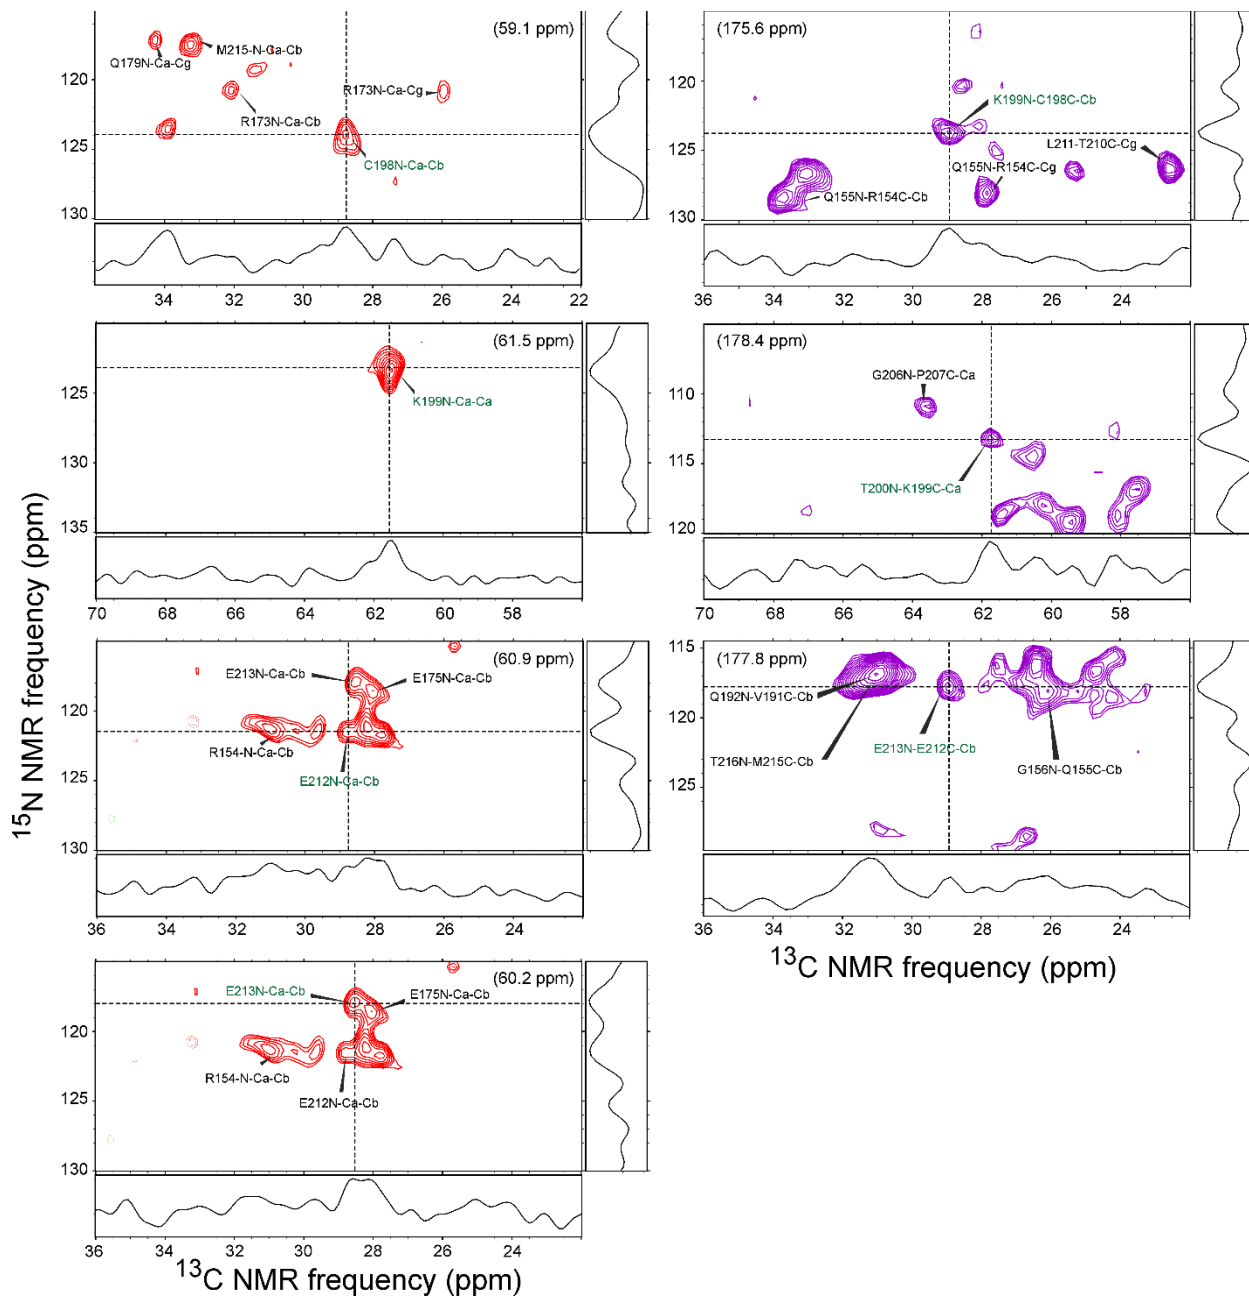 (59.1 ppm)
Q179N-Ca-Cg
M215-N-Ca-Cb
R173N-Ca-Cg
R173N-Ca-Cb
C198N-Ca-Cb
120
125
130
34 32 30 28 26 24 22
(175.6 ppm)
K199N-C198C-Cb
L211-T210C-Cg
Q155N-R154C-Cg
Q155N-R154C-Cb
120
125
130
36 34 32 30 28 26 24
(61.5 ppm)
K199N-Ca-Ca
125
130
135
70 68 66 64 62 60 58 56
(178.4 ppm)
G206N-P207C-Ca
T200N-K199C-Ca
110
115
120
70 68 66 64 62 60 58 56
(60.9 ppm)
E213N-Ca-Cb
E175N-Ca-Cb
R154-N-Ca-Cb
E212N-Ca-Cb
120
125
130
36 34 32 30 28 26 24
(177.8 ppm)
Q192N-V191C-Cb
T216N-M215C-Cb
E213N-E212C-Cb
G156N-Q155C-Cb
115
120
125
36 34 32 30 28 26 24
13C NMR frequency (ppm)
(60.2 ppm)
E213N-Ca-Cb
E175N-Ca-Cb
R154-N-Ca-Cb
E212N-Ca-Cb
120
125
130
36 34 32 30 28 26 24
13C NMR frequency (ppm)
15N NMR frequency (ppm)